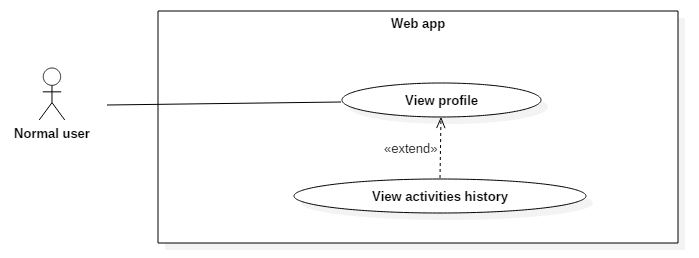 Web app
View profile
Normal user
«extend»
View activities history